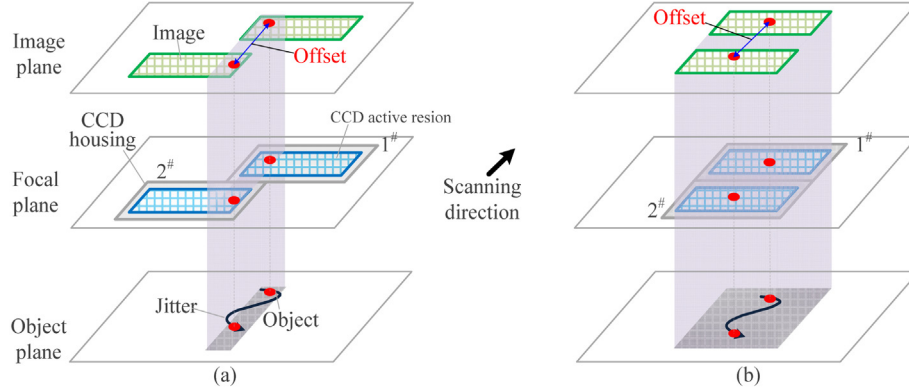 Image
plane
Image
Offset
CCD
housing
2#
CCD active resion
1#
Focal
plane
Jitter
Object
Object
plane
(a)
Scanning
direction
Offset
1#
2#
(b)